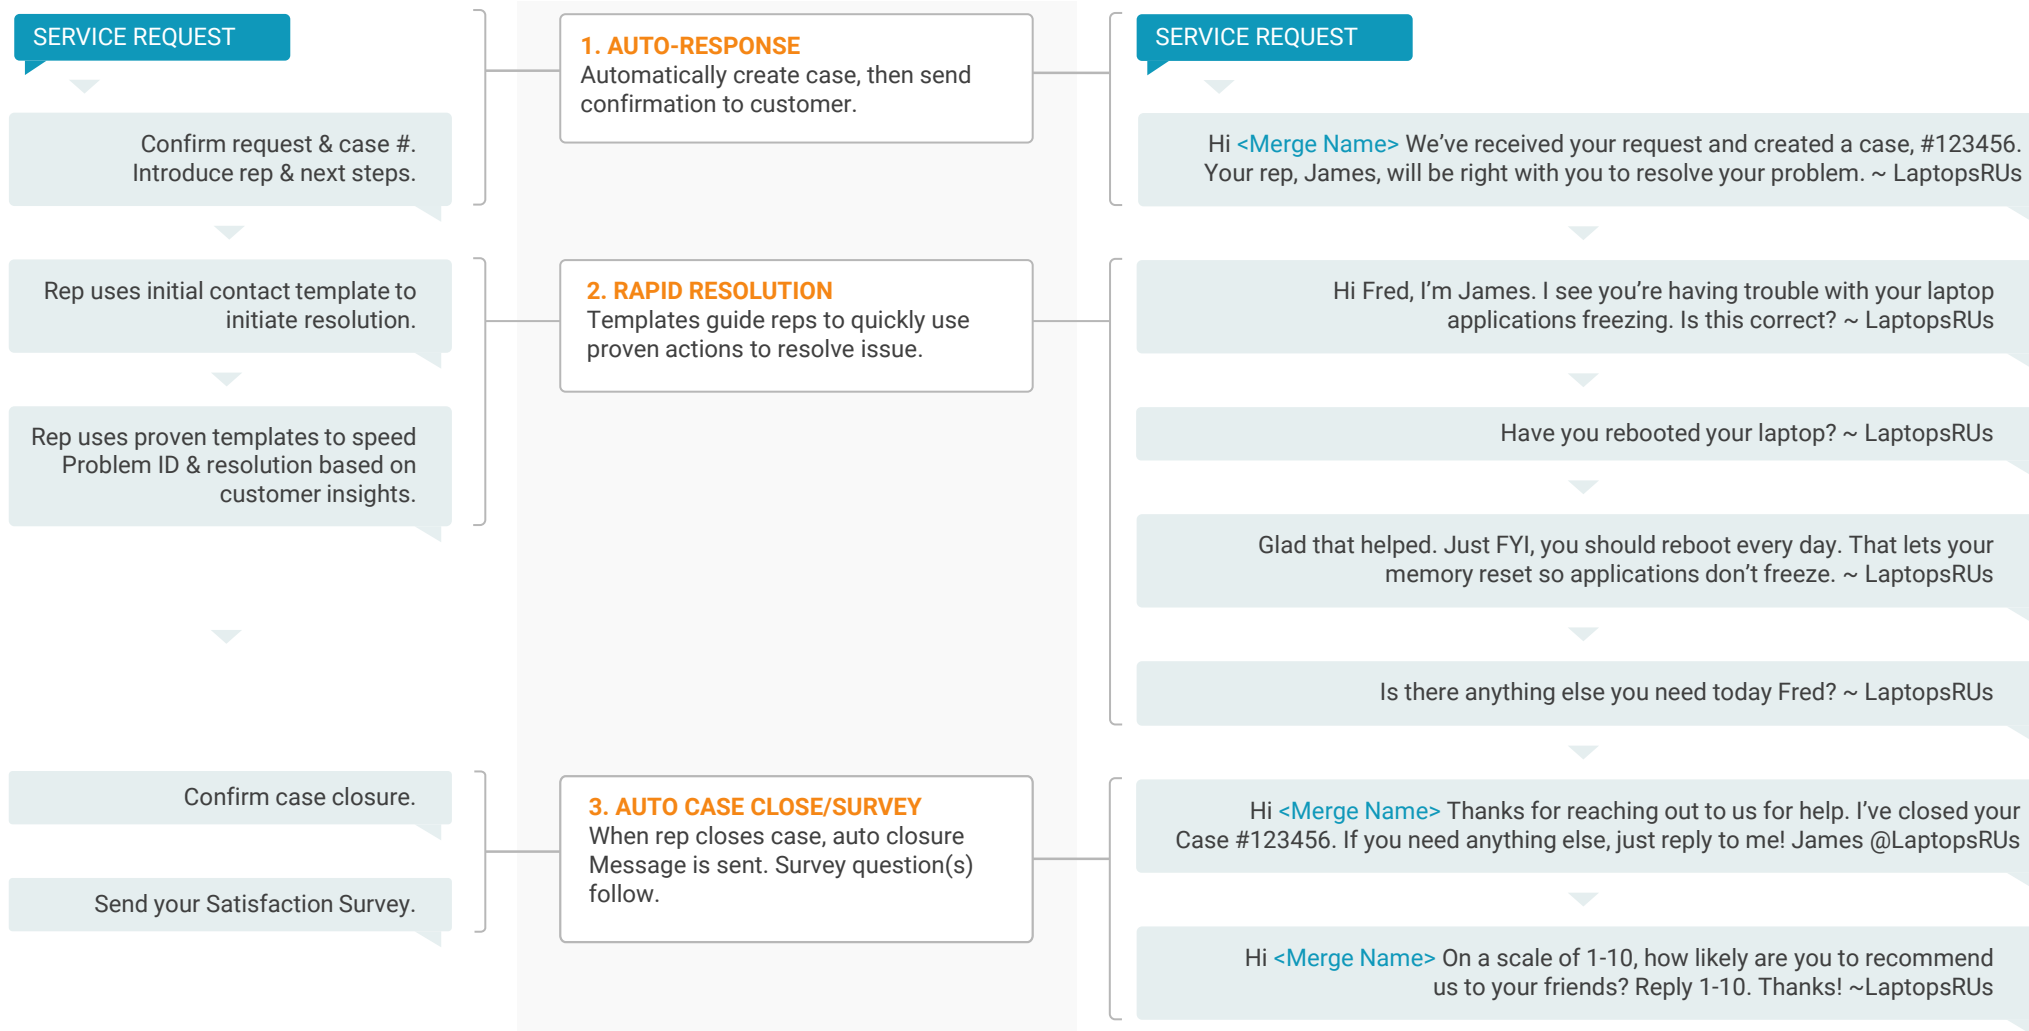 SERVICE REQUEST
Confirm request & case #.
Introduce rep & next steps.
Rep uses initial contact template to
initiate resolution.
Rep uses proven templates to speed
Problem ID & resolution based on
customer insights.
Confirm case closure.
Send your Satisfaction Survey.
1. AUTO-RESPONSE
Automatically create case, then send
confirmation to customer.
2. RAPID RESOLUTION
Templates guide reps to quickly use
proven actions to resolve issue.
3. AUTO CASE CLOSE/SURVEY
When rep closes case, auto closure
Message is sent. Survey question(s)
follow.
SERVICE REQUEST
Hi <Merge Name> We’ve received your request and created a case, #123456.
Your rep, James, will be right with you to resolve your problem. ~ LaptopsRUs
Hi Fred, I’m James. I see you’re having trouble with your laptop
applications freezing. Is this correct? ~ LaptopsRUs
Have you rebooted your laptop? ~ LaptopsRUs
Glad that helped. Just FYI, you should reboot every day. That lets your
memory reset so applications don’t freeze. ~ LaptopsRUs
Is there anything else you need today Fred? ~ LaptopsRUs
Hi <Merge Name> Thanks for reaching out to us for help. I’ve closed your
Case #123456. If you need anything else, just reply to me! James @LaptopsRUs
Hi <Merge Name> On a scale of 1-10, how likely are you to recommend
us to your friends? Reply 1-10. Thanks! ~LaptopsRUs